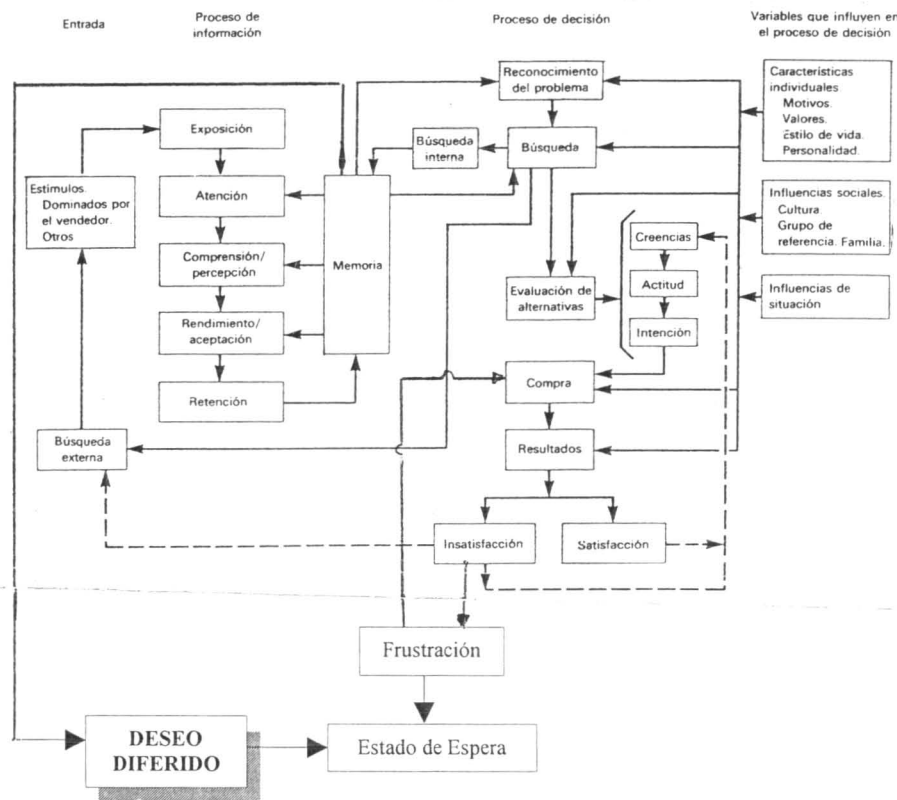 Entrada
Proceso de
información
Proceso de decisión
Variables que influyen en
el proceso de decisión
Estímulos.
Dominados por
el vendedor.
Otros
Búsqueda
externa
Exposición
Atención
Comprensión/
percepción
Rendimiento/
aceptación
Retención
Memoria
Búsqueda
interna
Reconocimiento
del problema
Búsqueda
Evaluación de
alternativas
Creencias
Actitud
Intención
Compra
Resultados
Insatisfacción
Satisfacción
Características
individuales.
Motivos.
Valores.
Estilo de vida.
Personalidad.
Influencias sociales.
Cultura.
Grupo de
referencia. Familia.
Influencias de
situación
Frustración
DESEO
DIFERIDO
Estado de Espera